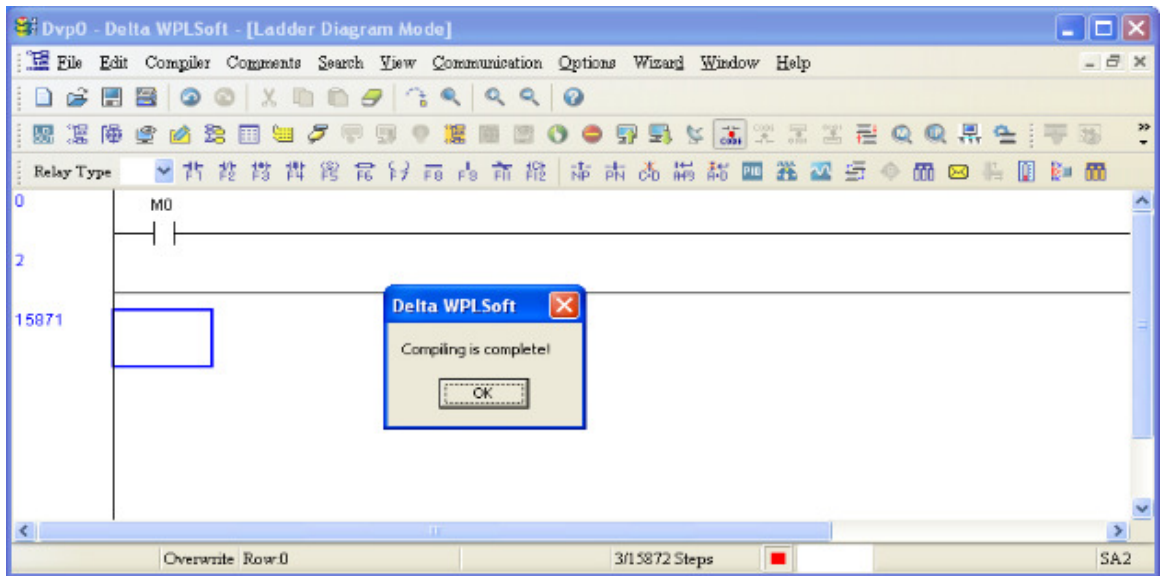 Dvp0 - Delta WPLSoft - [Ladder Diagram Mode]
File Edit Compiler Comments Search View Communication Options Wizard Window Help
Relay Type
0
M0
2
15871
Delta WPLSoft
Compiling is complete!
OK
Overwrite Row:0 3/15872 Steps SA2